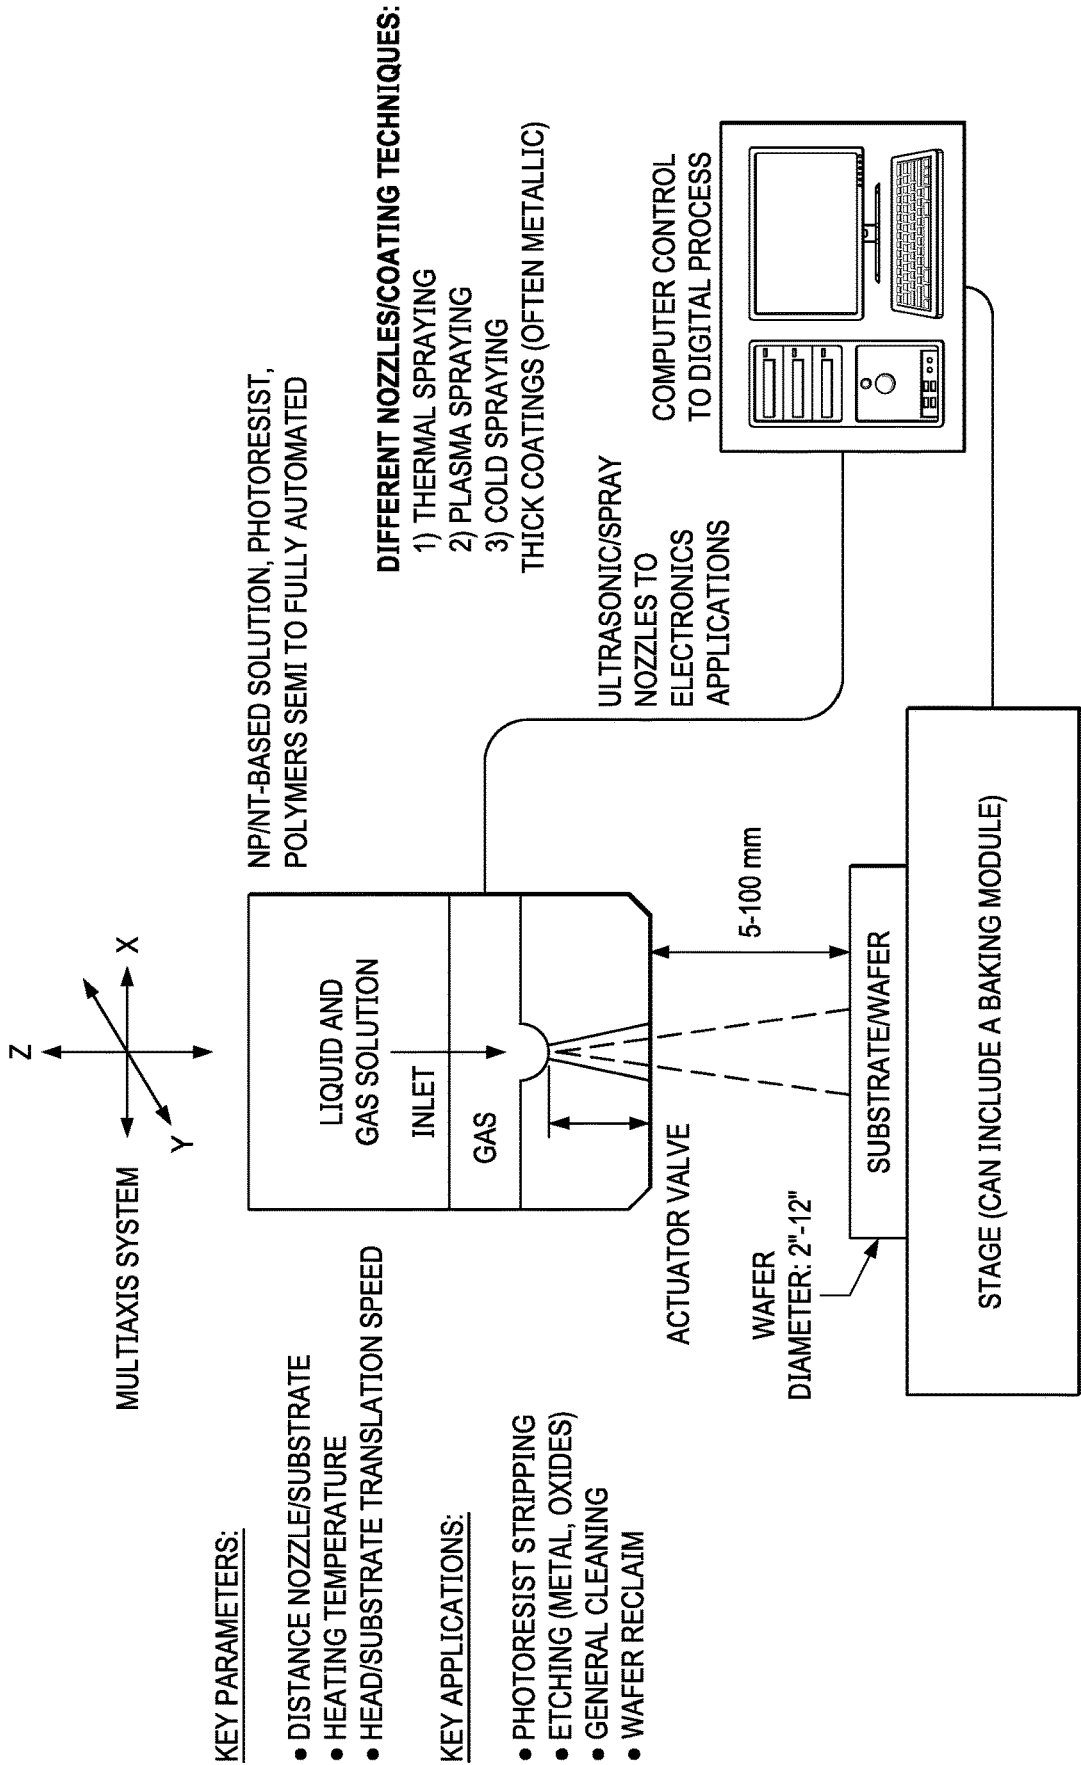 MULTIAXIS SYSTEM
Z
X
Y
KEY PARAMETERS:
• DISTANCE NOZZLE/SUBSTRATE
• HEATING TEMPERATURE
• HEAD/SUBSTRATE TRANSLATION SPEED
KEY APPLICATIONS:
• PHOTORESIST STRIPPING
• ETCHING (METAL, OXIDES)
• GENERAL CLEANING
• WAFER RECLAIM
LIQUID AND
GAS SOLUTION
INLET
GAS
ACTUATOR VALVE
5-100 mm
WAFER
DIAMETER: 2"-12"
SUBSTRATE/WAFER
STAGE (CAN INCLUDE A BAKING MODULE)
NP/NT-BASED SOLUTION, PHOTORESIST,
POLYMERS SEMI TO FULLY AUTOMATED
DIFFERENT NOZZLES/COATING TECHNIQUES:
1) THERMAL SPRAYING
2) PLASMA SPRAYING
3) COLD SPRAYING
THICK COATINGS (OFTEN METALLIC)
ULTRASONIC/SPRAY
NOZZLES TO
ELECTRONICS
APPLICATIONS
COMPUTER CONTROL
TO DIGITAL PROCESS